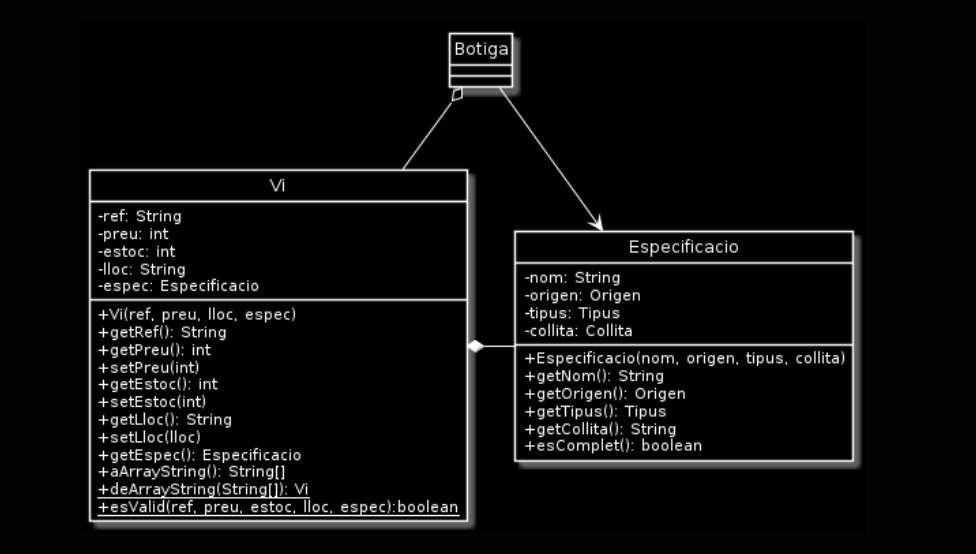 Botiga
Vi
-ref: String
-preu: int
-estoc: int
-lloc: String
-espec: Especificacio
+Vi(ref, preu, lloc, espec)
+getRef(): String
+getPreu(): int
+setPreu(int)
+getEstoc(): int
+setEstoc(int)
+getLloc(): String
+setLloc(lloc)
+getEspec(): Especificacio
+aArrayString(): String[]
+deArrayString(String[]): Vi
+esValid(ref, preu, estoc, lloc, espec):boolean
Especificacio
-nom: String
-origen: Origen
-tipus: Tipus
-collita: Collita
+Especificacio(nom, origen, tipus, collita)
+getNom(): String
+getOrigen(): Origen
+getTipus(): Tipus
+getCollita(): String
+esComplet(): boolean